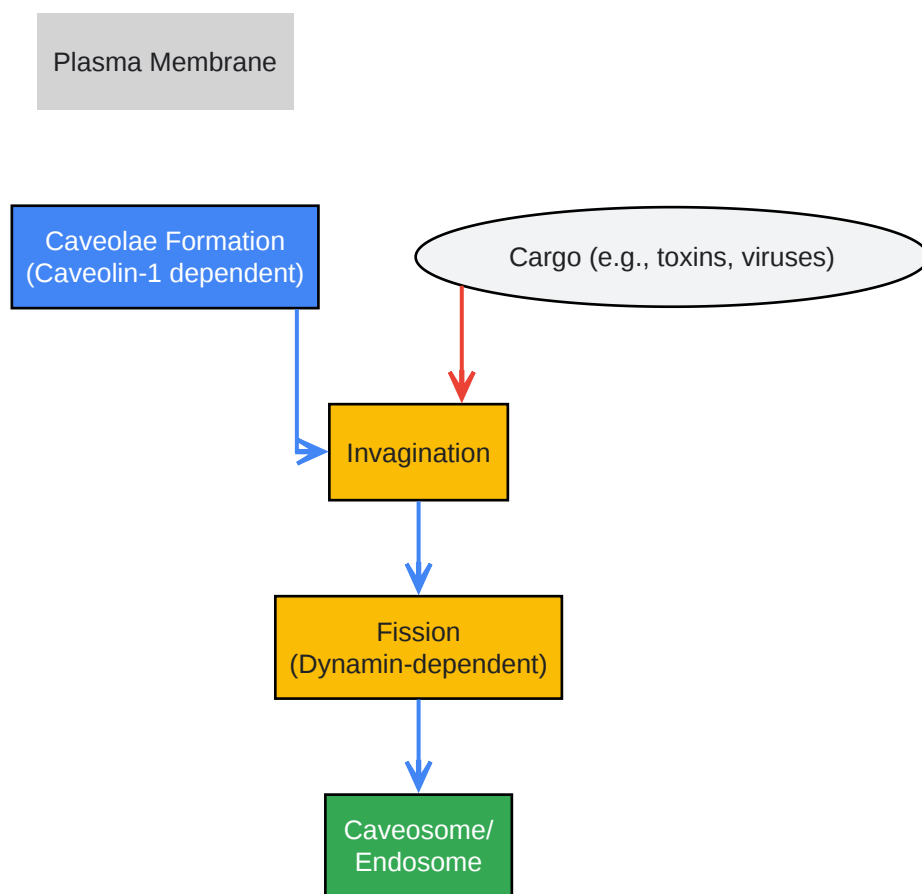 Plasma Membrane
Caveolae Formation
(Caveolin-1 dependent)
Cargo (e.g., toxins, viruses)
Invagination
Fission
(Dynamin-dependent)
Caveosome/
Endosome